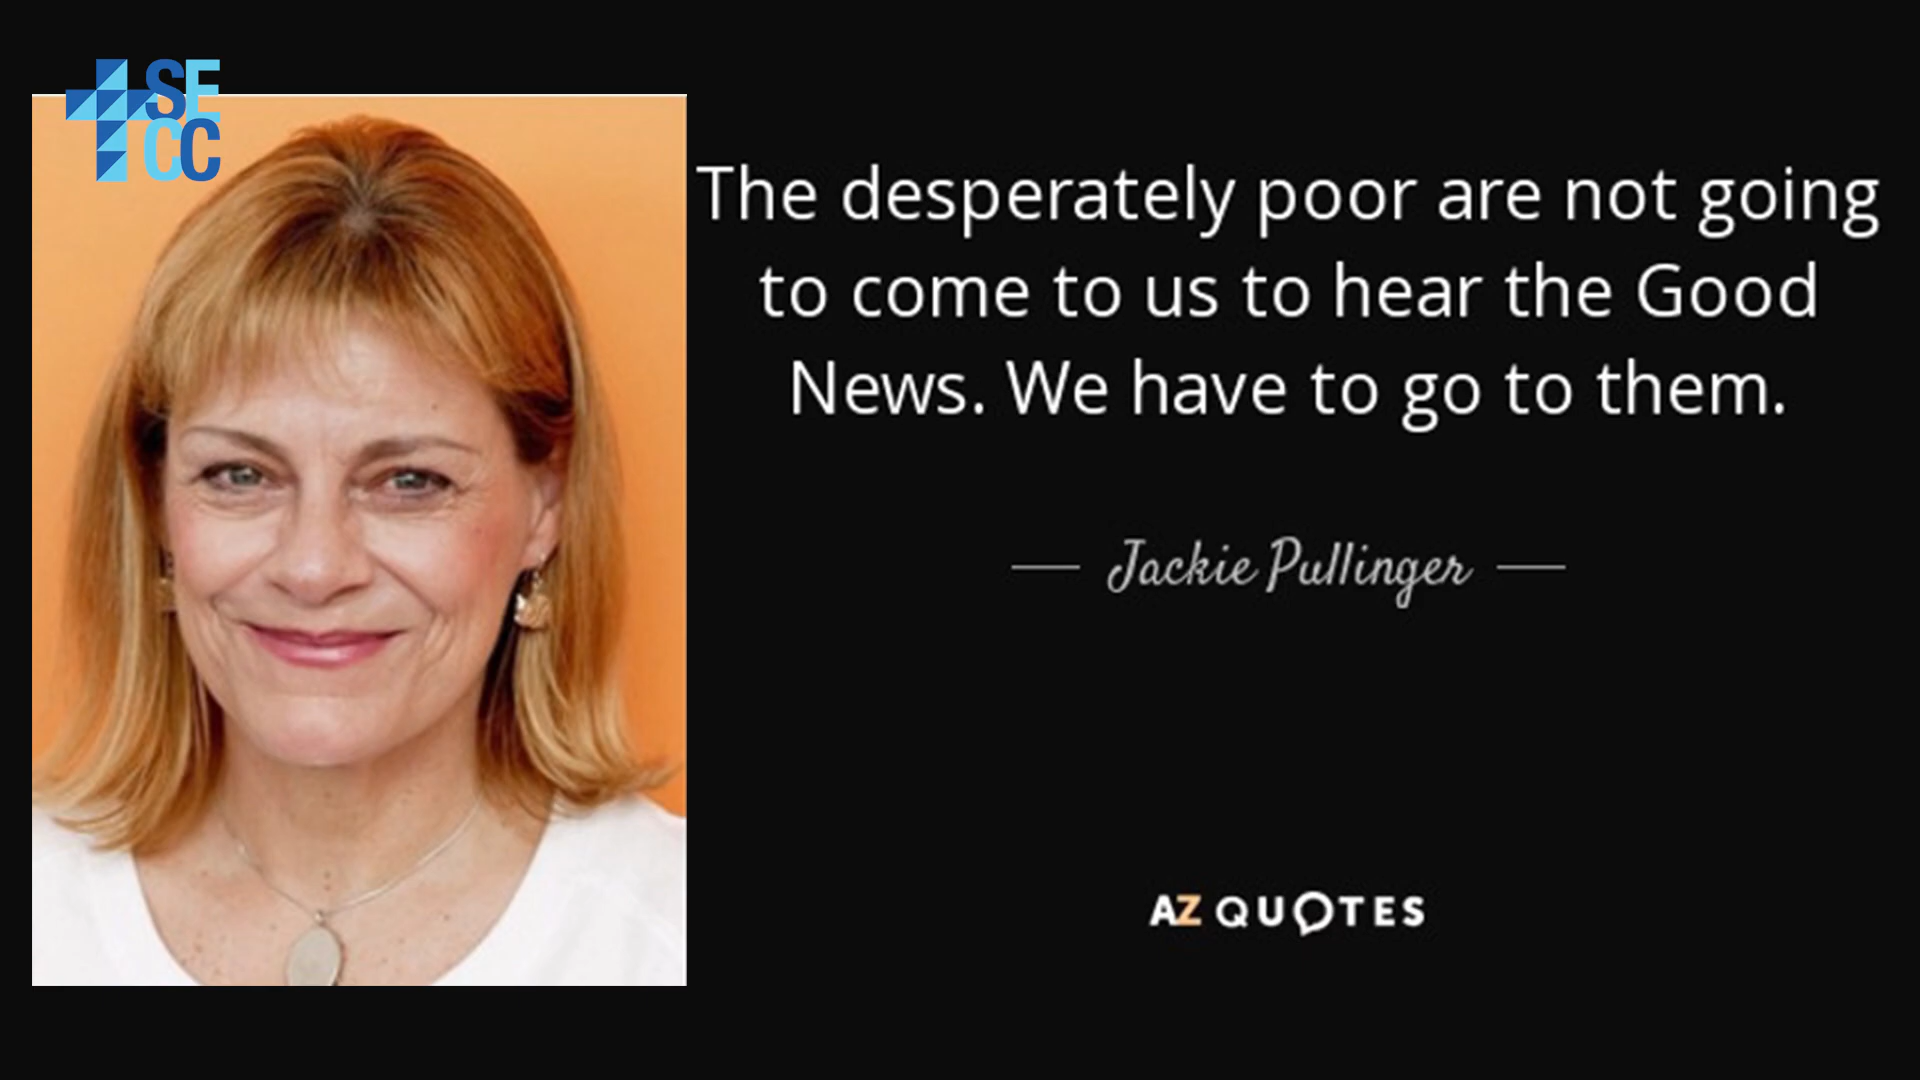 SE
CC
The desperately poor are not going
to come to us to hear the Good
News. We have to go to them.
Jackie Pullinger
AZ QUOTES